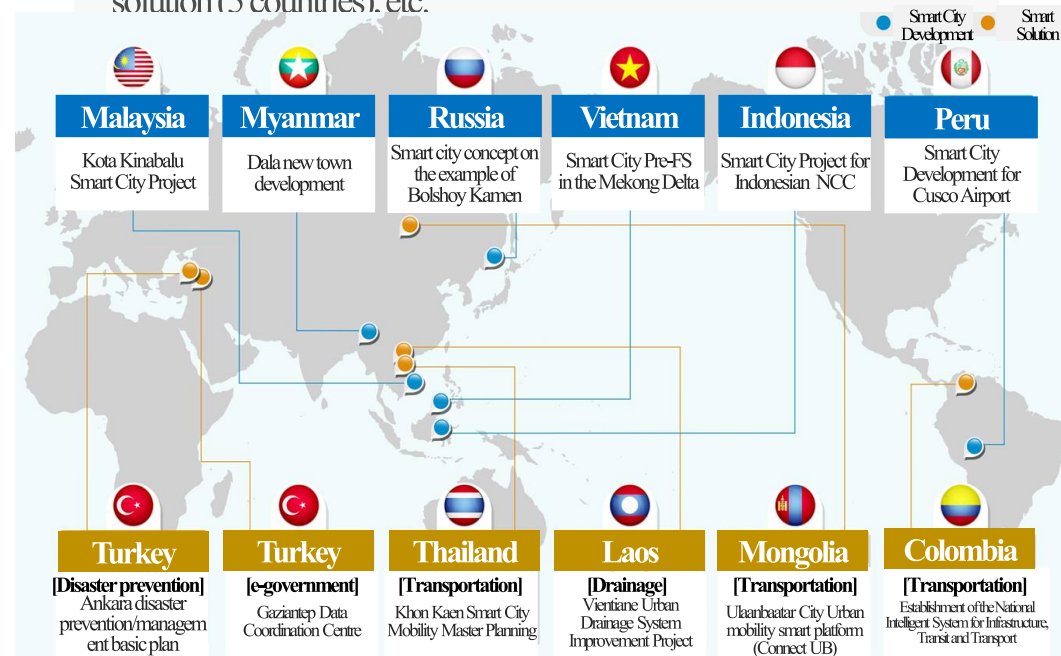 solution (5 countries), etc.
Smart City
Development
Smart
Solution
Malaysia
Kota Kinabalu
Smart City Project
Myanmar
Dala new town
development
Russia
Smart city concept on
the example of
Bolshoy Kamen
Vietnam
Smart City Pre-FS
in the Mekong Delta
Indonesia
Smart City Project for
Indonesian NCC
Peru
Smart City
Development for
Cusco Airport
Turkey
[Disaster prevention]
Ankara disaster
prevention/managem
ent basic plan
Turkey
[e-government]
Gaziantep Data
Coordination Centre
Thailand
[Transportation]
Khon Kaen Smart City
Mobility Master Planning
Laos
[Drainage]
Vientiane Urban
Drainage System
Improvement Project
Mongolia
[Transportation]
Ulaanbaatar City Urban
mobility smart platform
(Connect UB)
Colombia
[Transportation]
Establishment of the National
Intelligent System for Infrastructure,
Transit and Transport